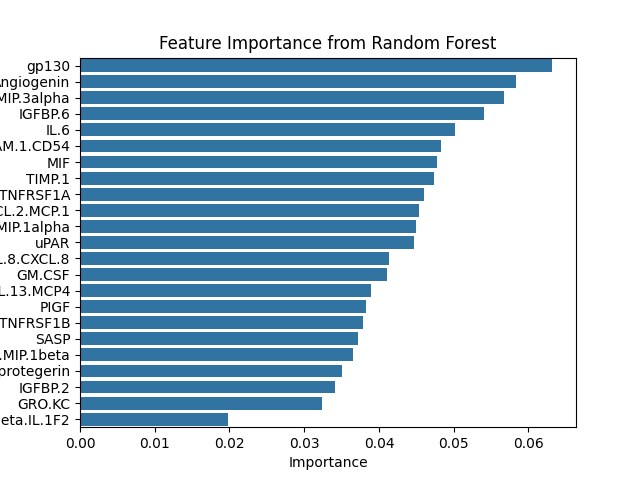 Feature Importance from Random Forest
gp130
Angiogenin
MIP.3alpha
IGFBP.6
IL.6
AM.1.CD54
MIF
TIMP.1
TNFRSF1A
CL.2.MCP.1
MIP.1alpha
uPAR
L.8.CXCL.8
GM.CSF
L.13.MCP4
PIGF
TNFRSF1B
SASP
.MIP.1beta
protegerin
IGFBP.2
GRO.KC
eta.IL.1F2
0.00 0.01 0.02 0.03 0.04 0.05 0.06
Importance